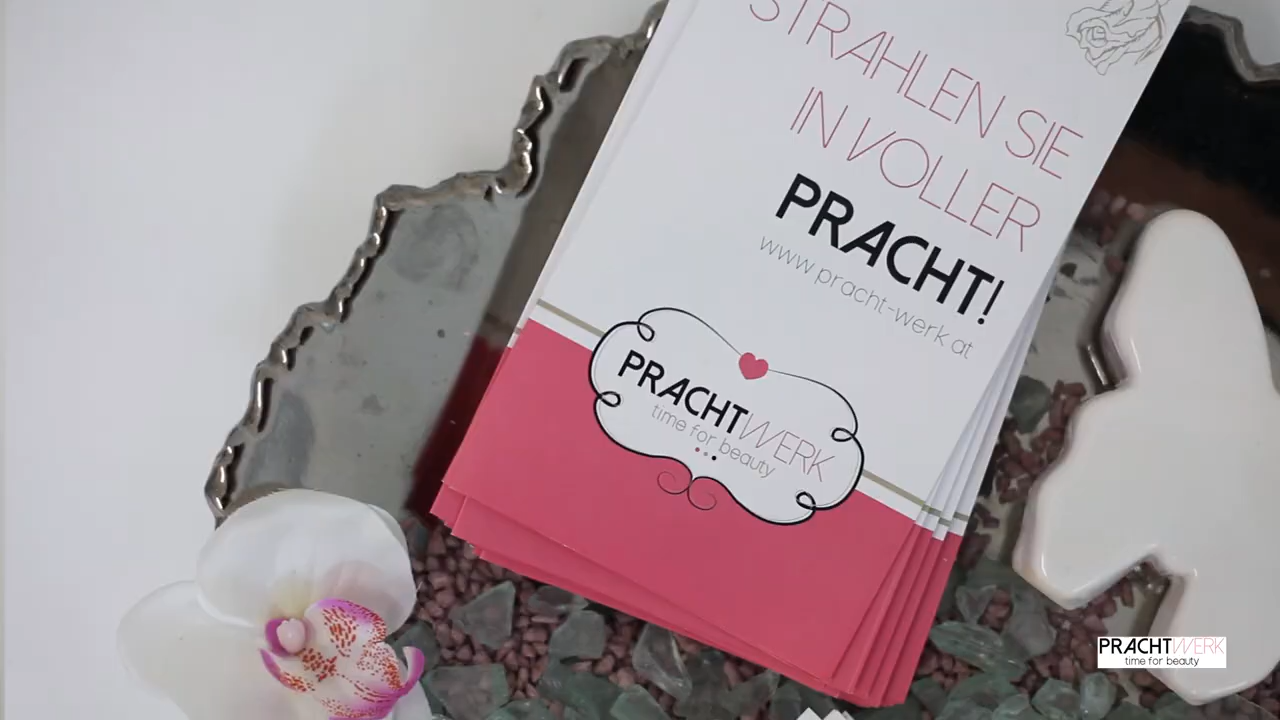 STRAHLEN SIE
IN VOLLER
PRACHT!
www.pracht-werk.at
PRACHTWERK
time for beauty
PRACHTWERK
time for beauty